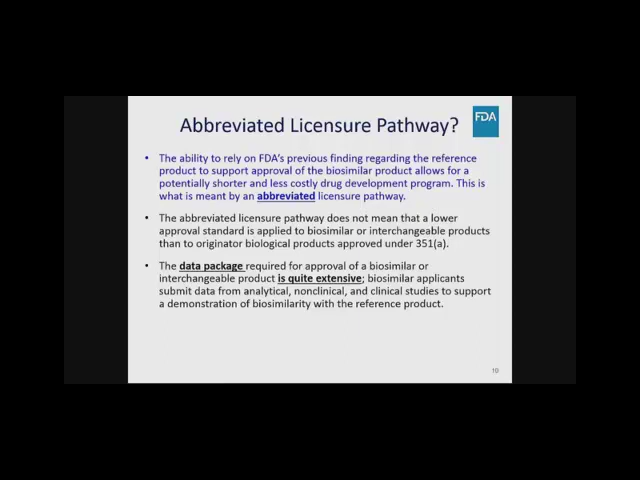 FDA
Abbreviated Licensure Pathway?
• The ability to rely on FDA's previous finding regarding the reference
product to support approval of the biosimilar product allows for a
potentially shorter and less costly drug development program. This is
what is meant by an abbreviated licensure pathway.
• The abbreviated licensure pathway does not mean that a lower
approval standard is applied to biosimilar or interchangeable products
than to originator biological products approved under 351(a).
• The data package required for approval of a biosimilar or
interchangeable product is quite extensive; biosimilar applicants
submit data from analytical, nonclinical, and clinical studies to support
a demonstration of biosimilarity with the reference product.
10